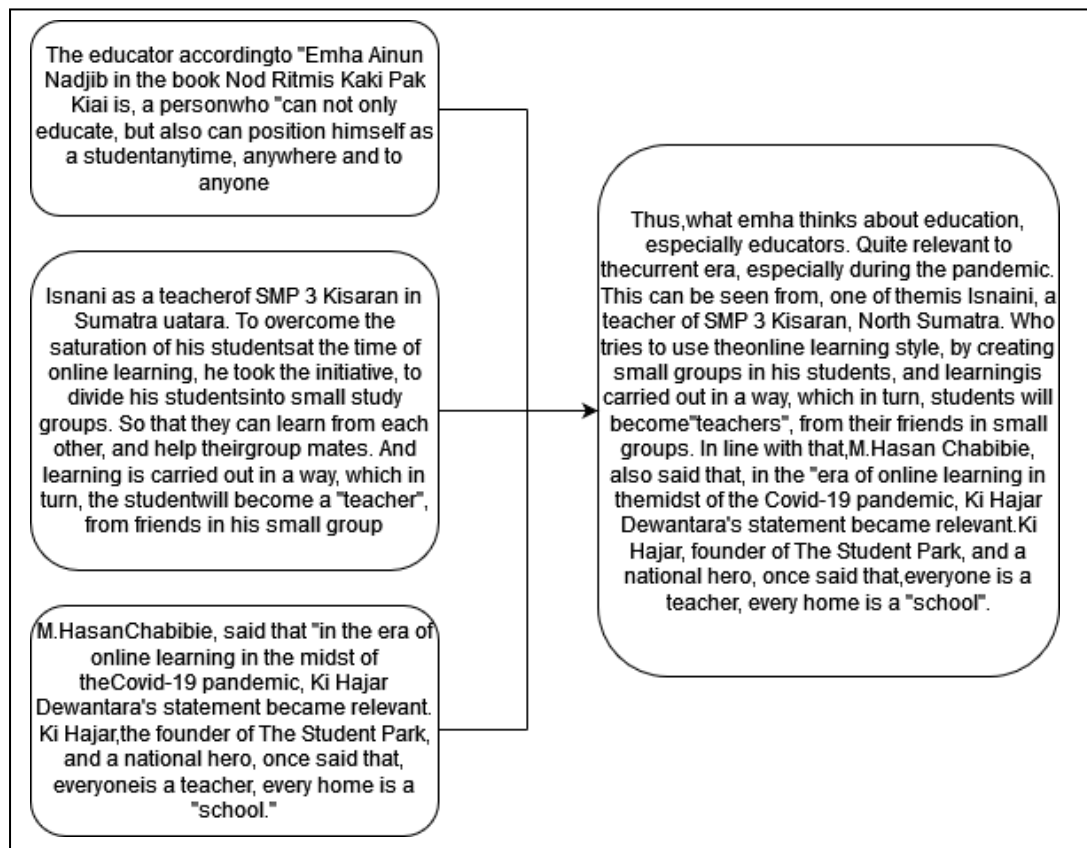 The educator accordingto "Emha Ainun
Nadjib in the book Nod Ritmis Kaki Pak
Kiai is, a personwho "can not only
educate, but also can position himself as
a studentanytime, anywhere and to
anyone
Isnani as a teacherof SMP 3 Kisaran in
Sumatra uatara. To overcome the
saturation of his studentsat the time of
online learning, he took the initiative, to
divide his studentsinto small study
groups. So that they can learn from each
other, and help theirgroup mates. And
learning is carried out in a way, which in
turn, the studentwill become a "teacher",
from friends in his small group
M.HasanChabibie, said that "in the era of
online learning in the midst of
theCovid-19 pandemic, Ki Hajar
Dewantara's statement became relevant.
Ki Hajar,the founder of The Student Park,
and a national hero, once said that,
everyoneis a teacher, every home is a
"school."
Thus,what emha thinks about education,
especially educators. Quite relevant to
thecurrent era, especially during the pandemic.
This can be seen from, one of themis Isnaini, a
teacher of SMP 3 Kisaran, North Sumatra. Who
tries to use theonline learning style, by creating
small groups in his students, and learningis
carried out in a way, which in turn, students will
become"teachers", from their friends in small
groups. In line with that,M.Hasan Chabibie,
also said that, in the "era of online learning in
themidst of the Covid-19 pandemic, Ki Hajar
Dewantara's statement became relevant.Ki
Hajar, founder of The Student Park, and a
national hero, once said that,everyone is a
teacher, every home is a "school".